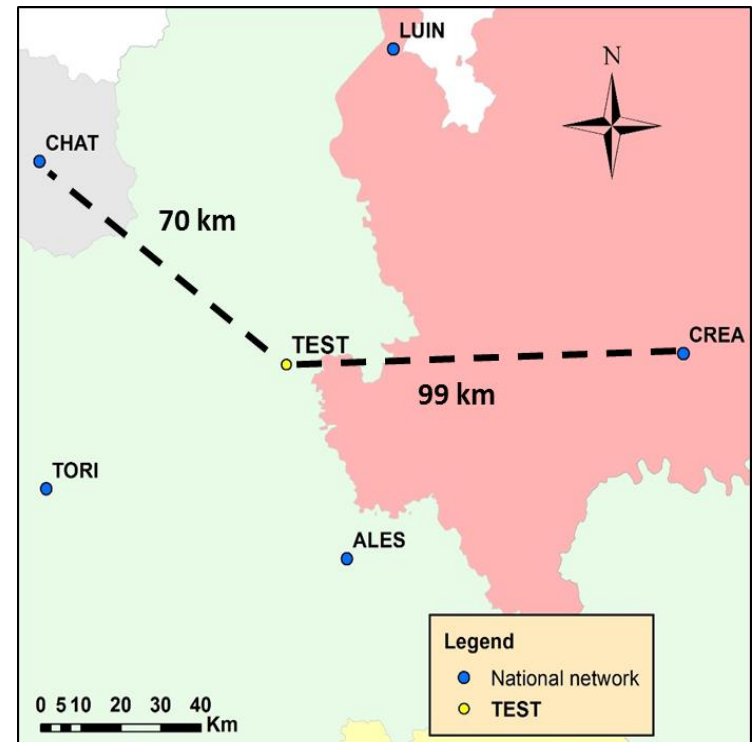 LUIN
N
CHAT
70 km
TEST
CREA
99 km
TORI
ALES
Legend
National network
TEST
0 5 10 20 30 40
Km